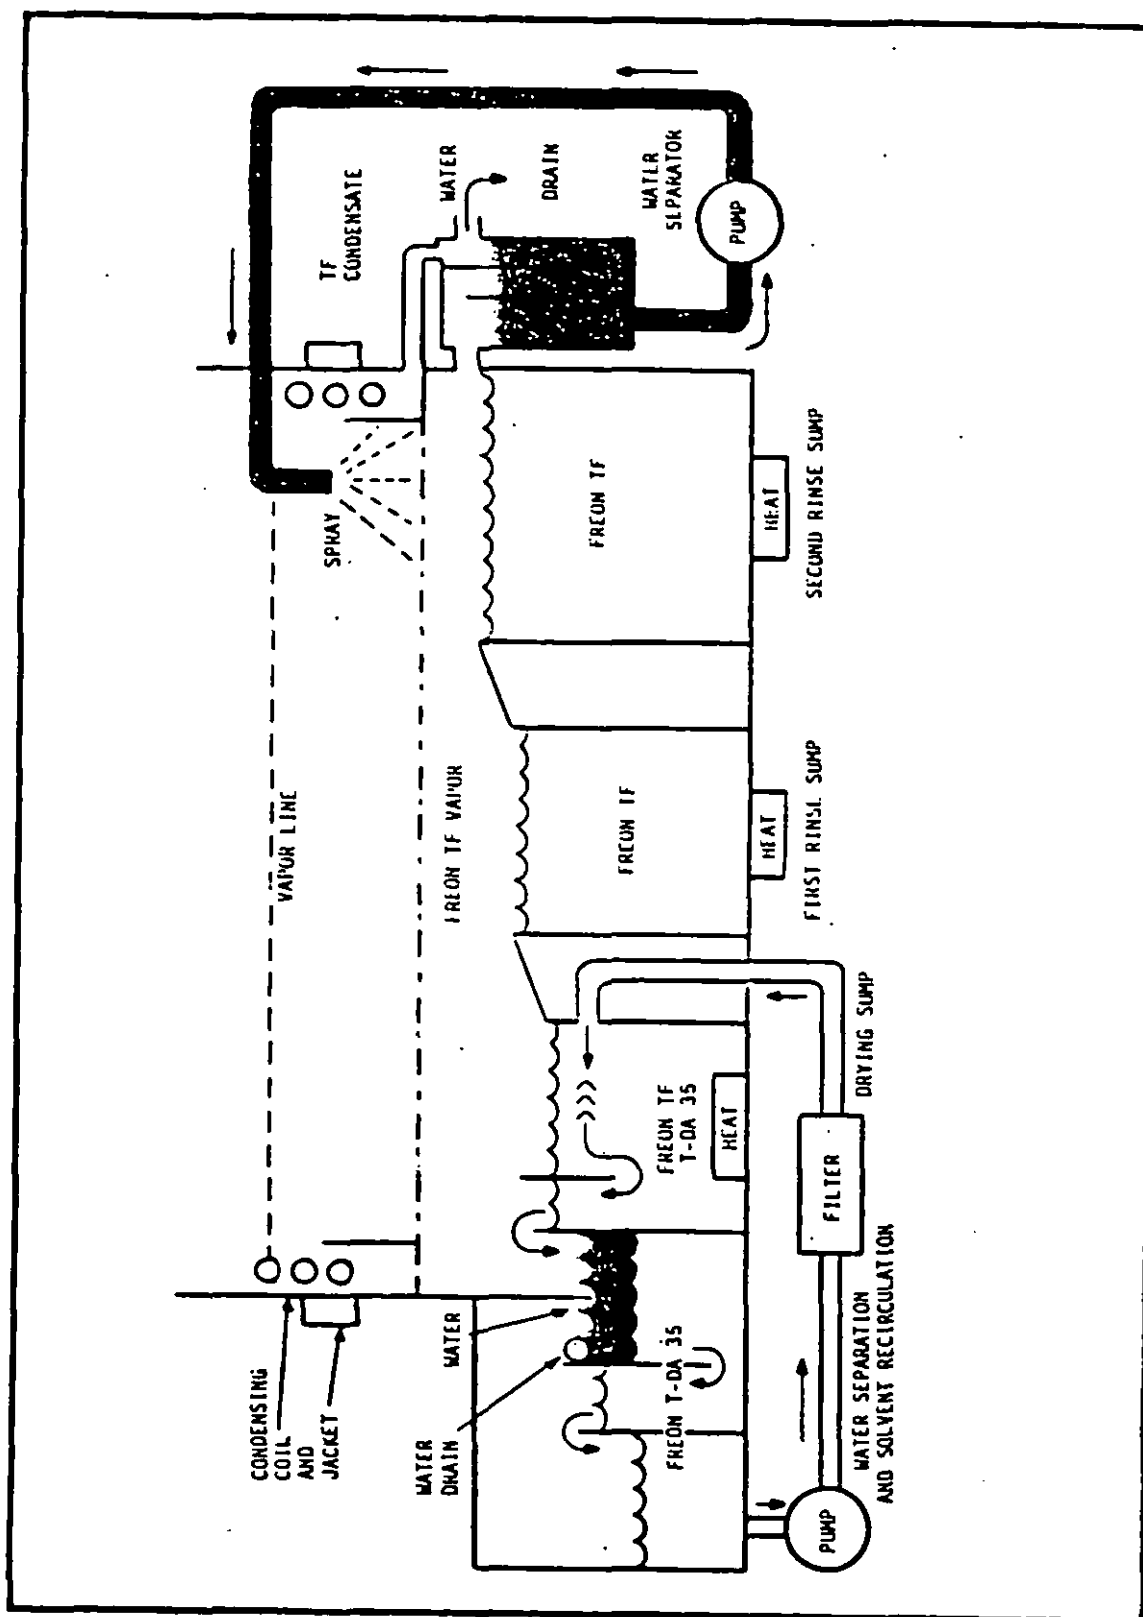 CONDENSING
COIL
AND
JACKET
VAPOR LINE
SPRAY
TF
CONDENSATE
WATER
DRAIN
WATER
FREON TF VAPOR
WATER
DRAIN
WATER
SEPARATOR
PUMP
FREON T-DA 35
FREON TF
T-DA 35
HEAT
FREON TF
HEAT
FREON TF
HEAT
PUMP
FILTER
WATER SEPARATION
AND SOLVENT RECIRCULATION
DRYING SUMP
FIRST RINSE SUMP
SECOND RINSE SUMP